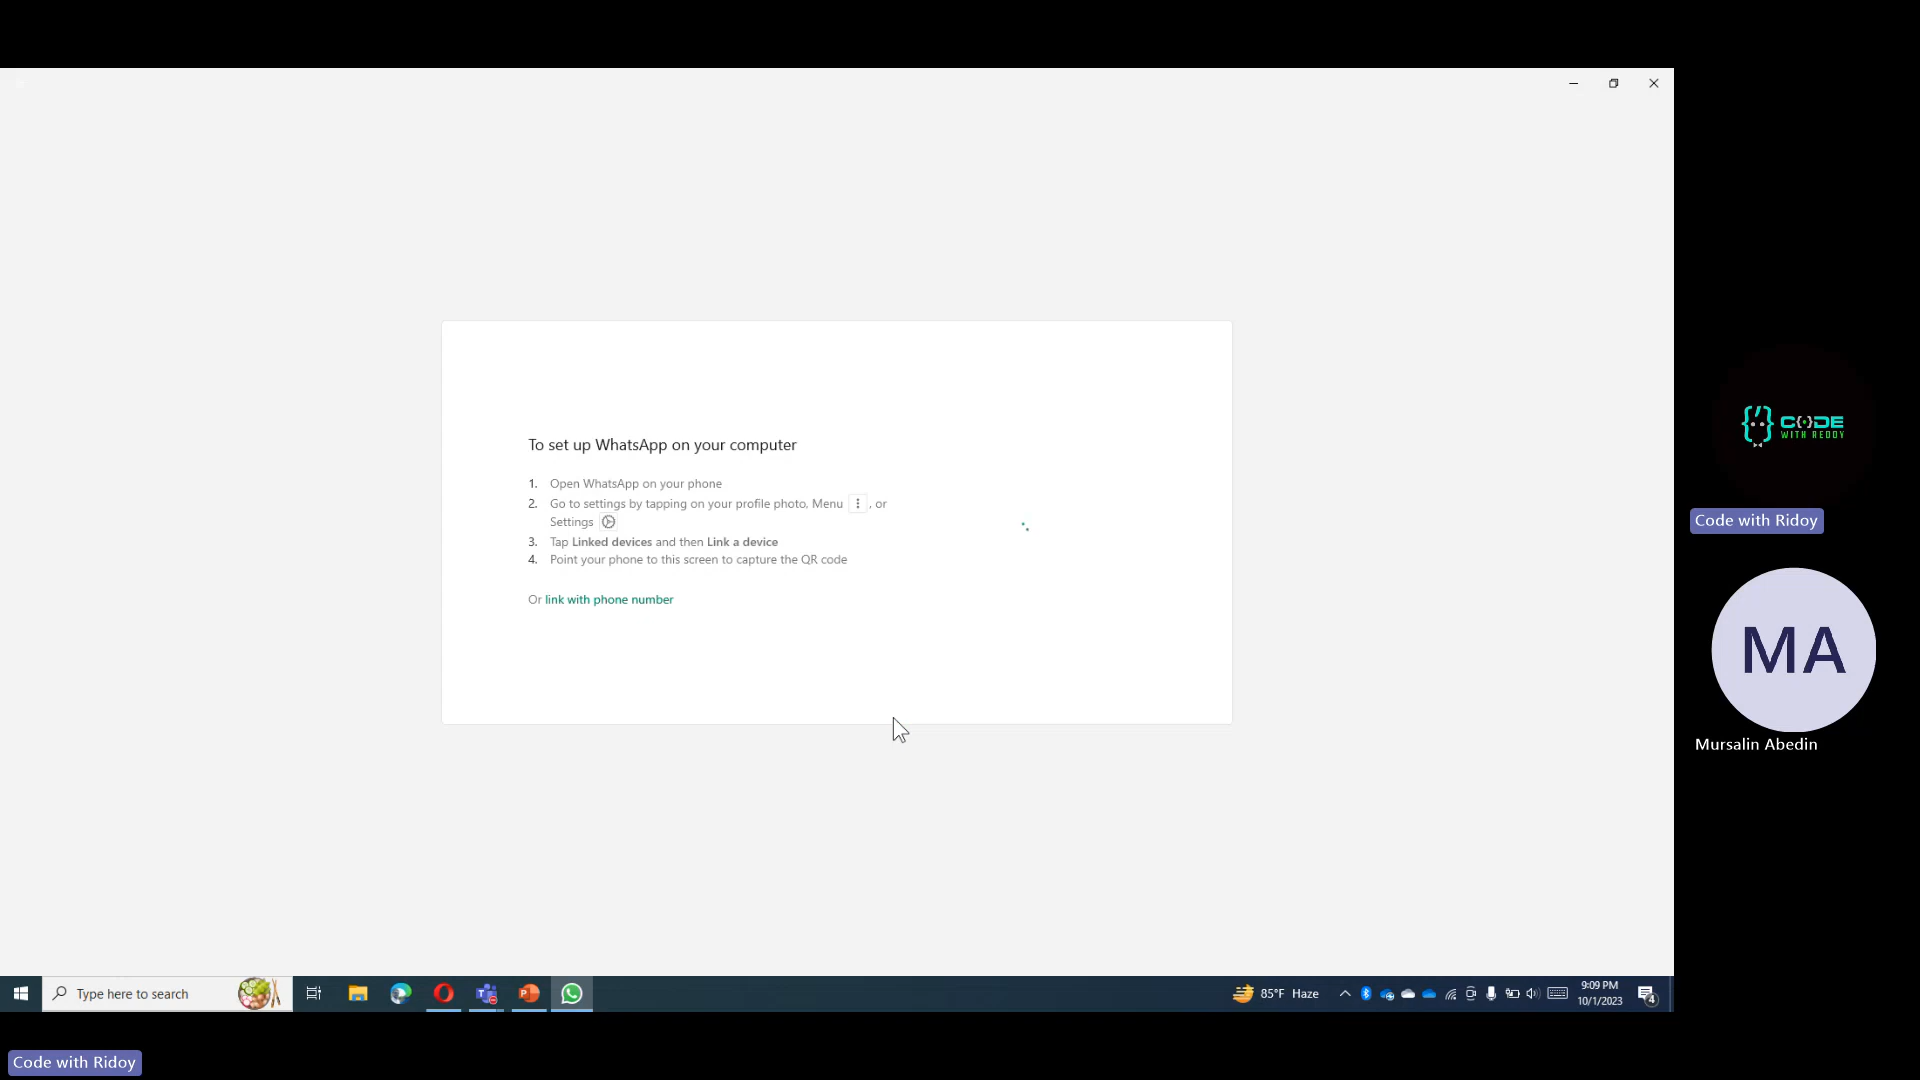 To set up WhatsApp on your computer
1. Open WhatsApp on your phone
2. Go to settings by tapping on your profile photo, Menu , or
Settings
3. Tap Linked devices and then Link a device
4. Point your phone to this screen to capture the QR code
Or link with phone number
CODE
WITH REDOY
Code with Ridoy
MA
Mursalin Abedin
Type here to search
85°F Haze
9:09 PM
10/1/2023
4
Code with Ridoy